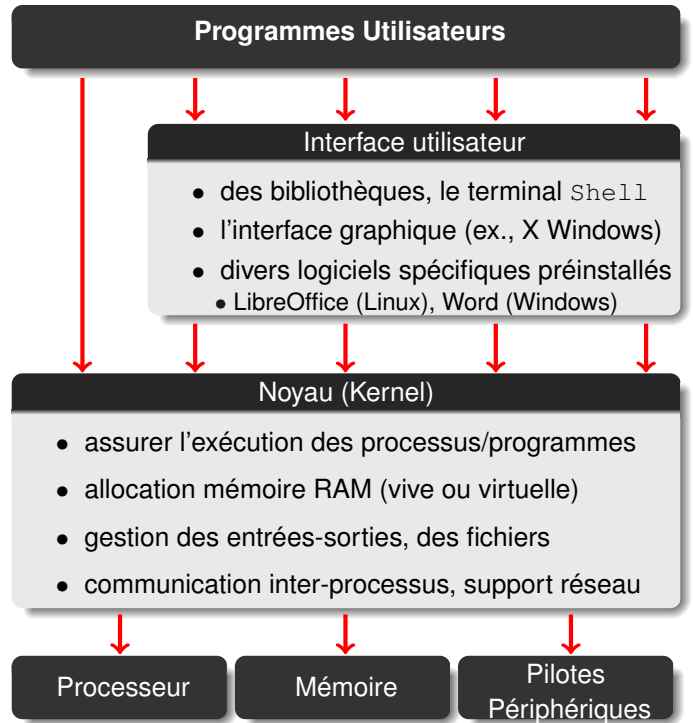 Programmes Utilisateurs
Interface utilisateur
• des bibliothèques, le terminal Shell
• l'interface graphique (ex., X Windows)
• divers logiciels spécifiques préinstallés
• LibreOffice (Linux), Word (Windows)
Noyau (Kernel)
• assurer l'exécution des processus/programmes
• allocation mémoire RAM (vive ou virtuelle)
• gestion des entrées-sorties, des fichiers
• communication inter-processus, support réseau
Processeur
Mémoire
Pilotes
Périphériques